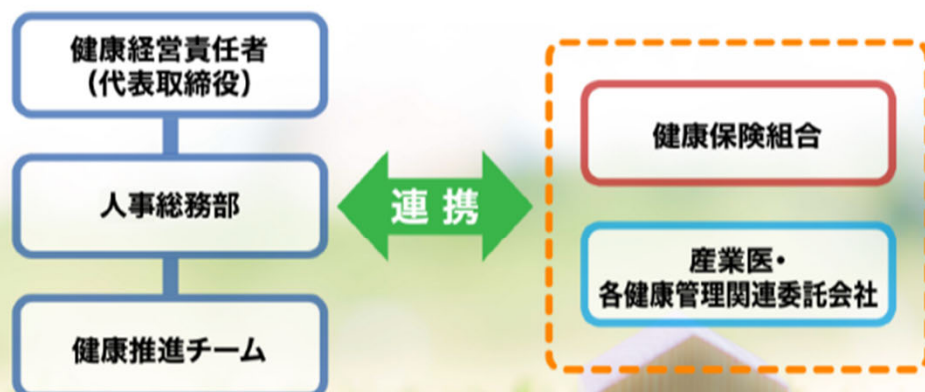 健康経営責任者
(代表取締役)
人事総務部
健康推進チーム
連携
健康保険組合
産業医・
各健康管理関連委託会社